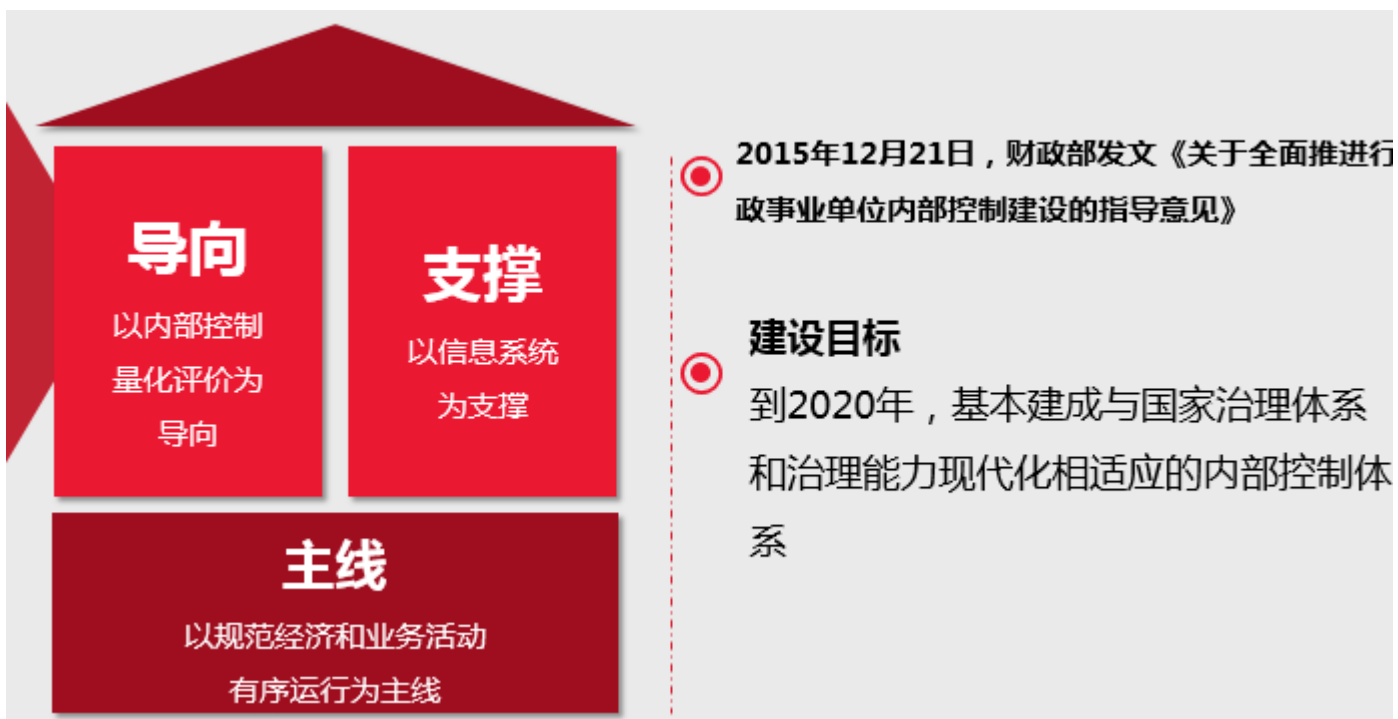 导向
以内部控制
量化评价为
导向
支撑
以信息系统
为支撑
主线
以规范经济和业务活动
有序运行为主线
2015年12月21日，财政部发文《关于全面推进行
政事业单位内部控制建设的指导意见》
建设目标
到2020年，基本建成与国家治理体系
和治理能力现代化相适应的内部控制体
系